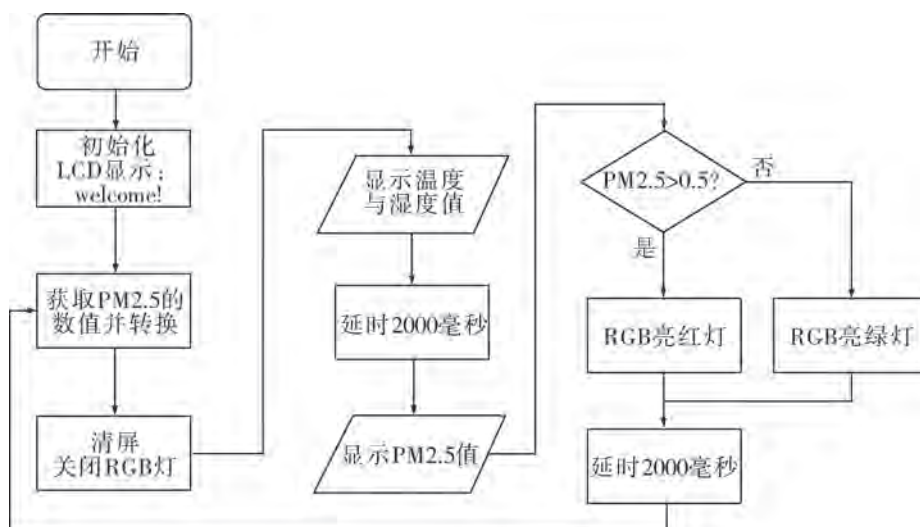 开始
初始化
LCD显示:
welcome!
获取PM2.5的
数值并转换
清屏
关闭RGB灯
显示温度
与湿度值
延时2000毫秒
显示PM2.5值
PM2.5>0.5?
否
是
RGB亮红灯
RGB亮绿灯
延时2000毫秒